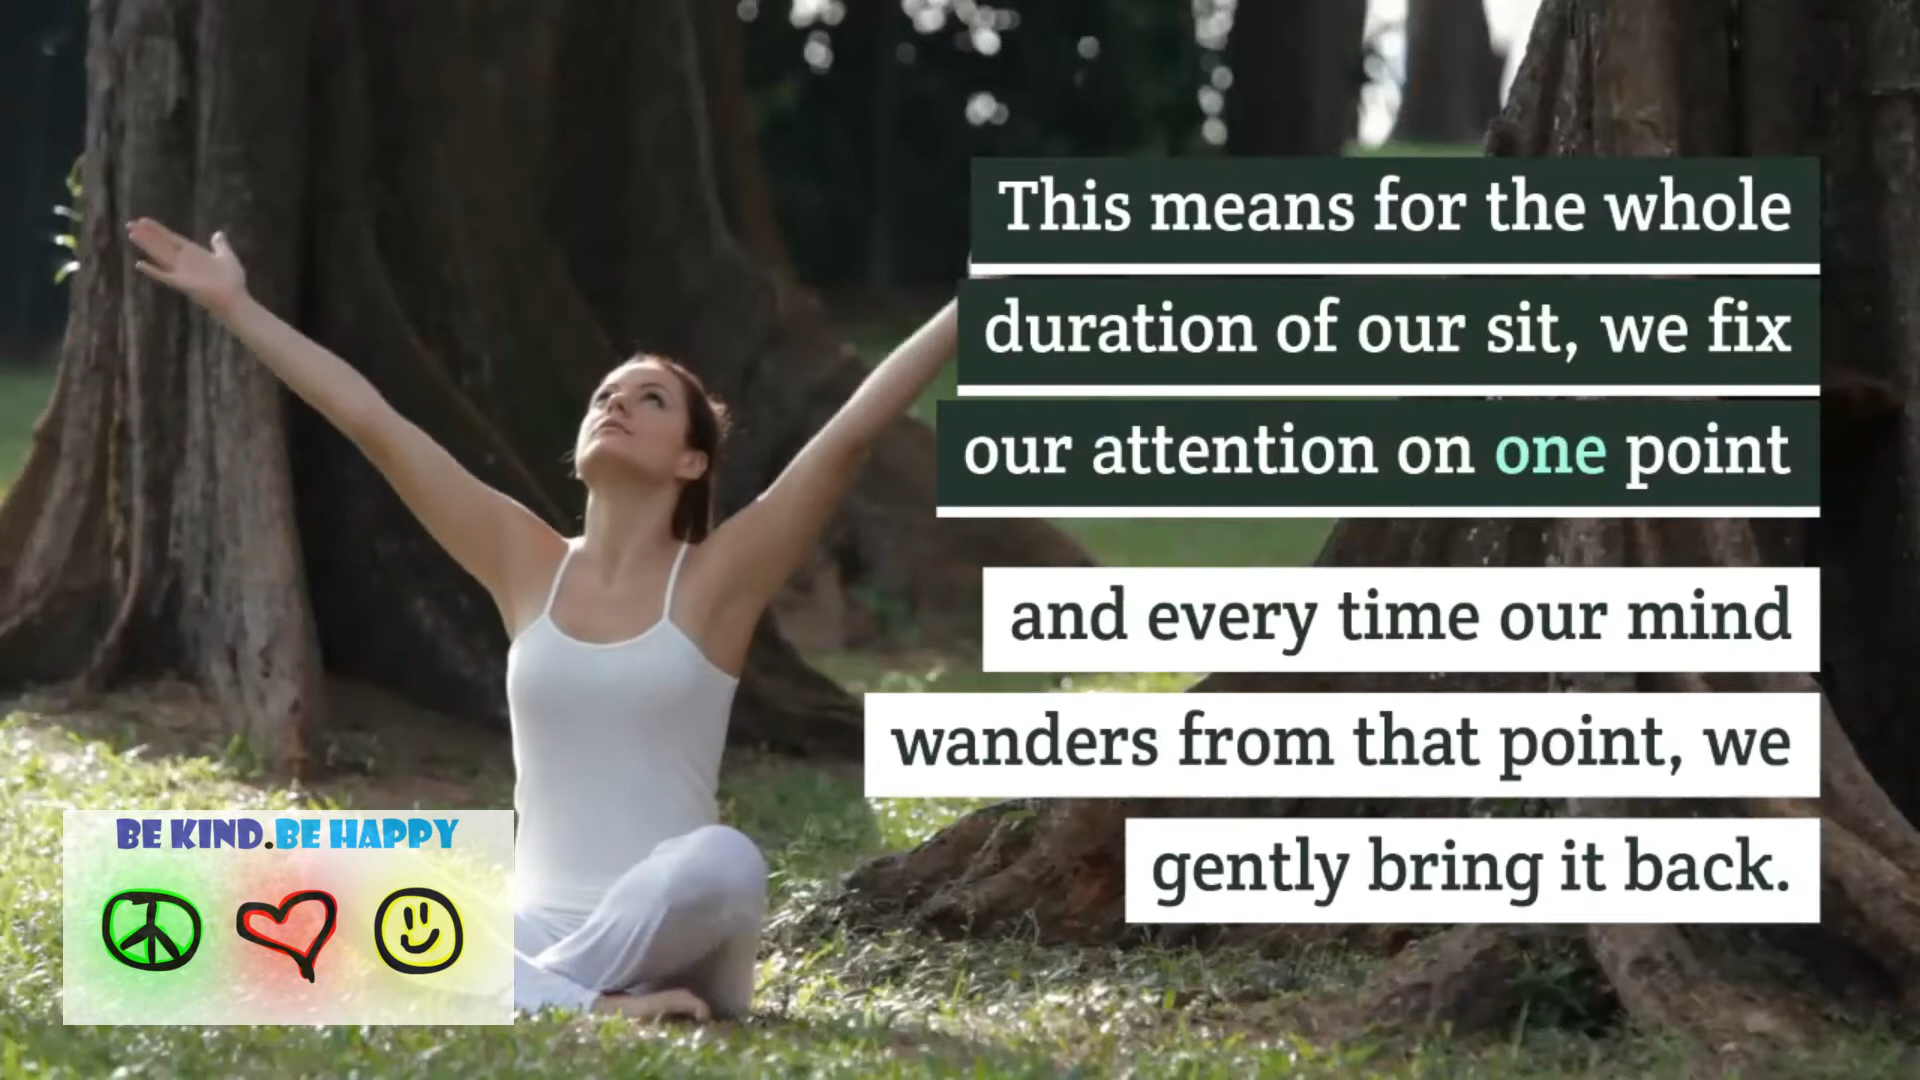 This means for the whole
duration of our sit, we fix
our attention on one point
and every time our mind
wanders from that point, we
gently bring it back.
BE KIND.BE HAPPY